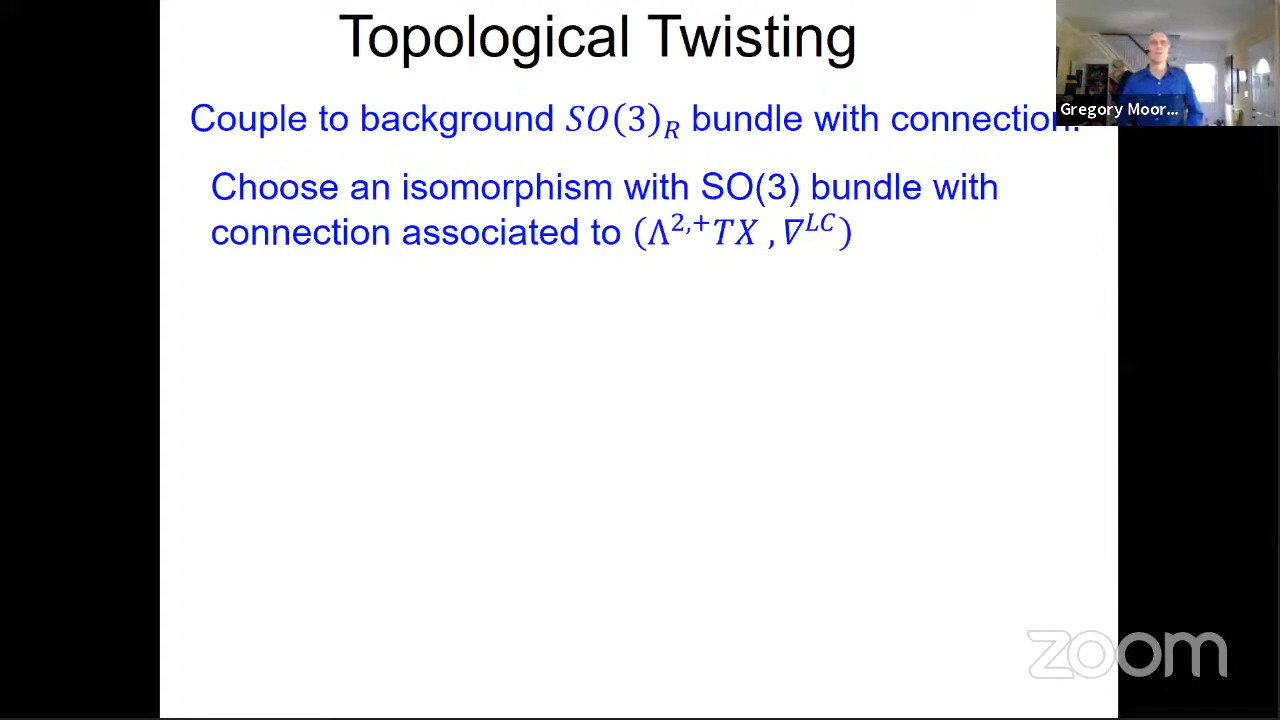 Topological Twisting
Couple to background 𝑆𝑂(3)_𝑅 bundle with connection.
Choose an isomorphism with SO(3) bundle with
connection associated to (Λ^{2,+}𝑇𝑋 , ∇^{𝐿𝐶})
Gregory Moor...
zoom